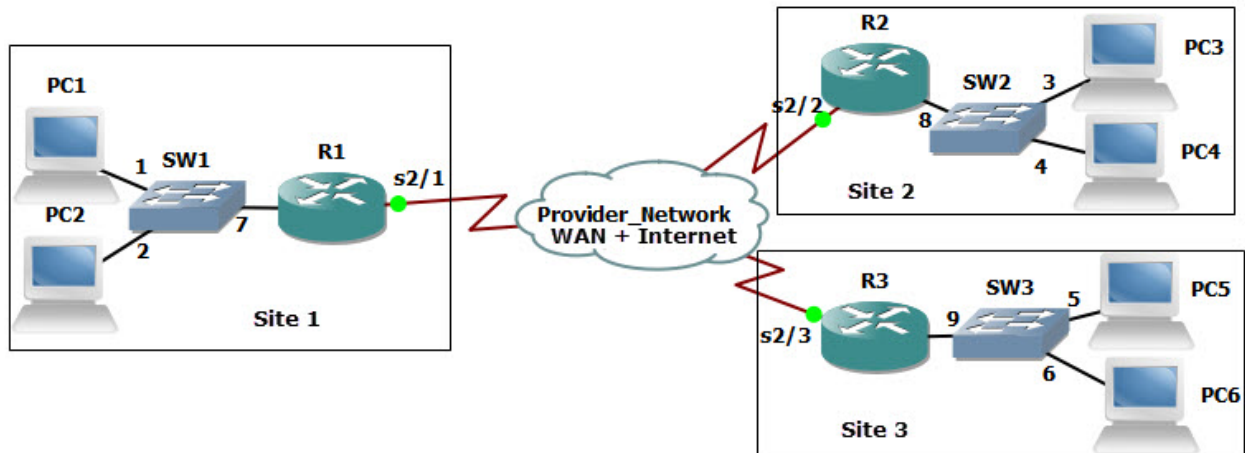 PC1
1
SW1
R1
s2/1
PC2
2
7
Site 1
Provider_Network
WAN + Internet
R2
PC3
s2/2
SW2
3
8
4
PC4
Site 2
R3
SW3
5
PC5
s2/3
9
6
PC6
Site 3